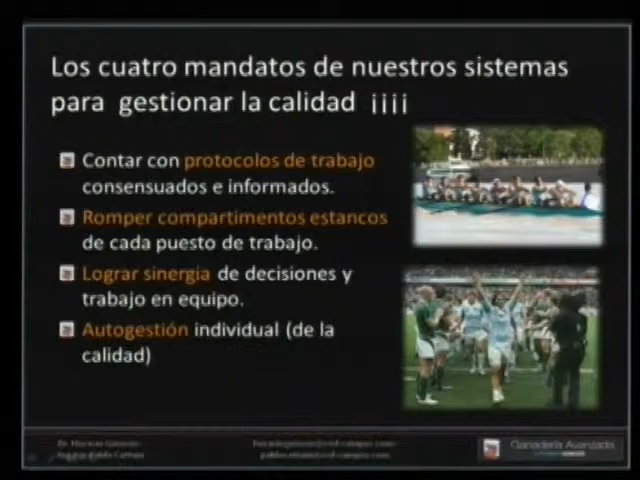 Los cuatro mandatos de nuestros sistemas
para gestionar la calidad ¡¡¡¡
Contar con protocolos de trabajo
consensuados e informados.
Romper compartimentos estancos
de cada puesto de trabajo.
Lograr sinergia de decisiones y
trabajo en equipo.
Autogestión individual (de la
calidad)
Ganadería Avanzada